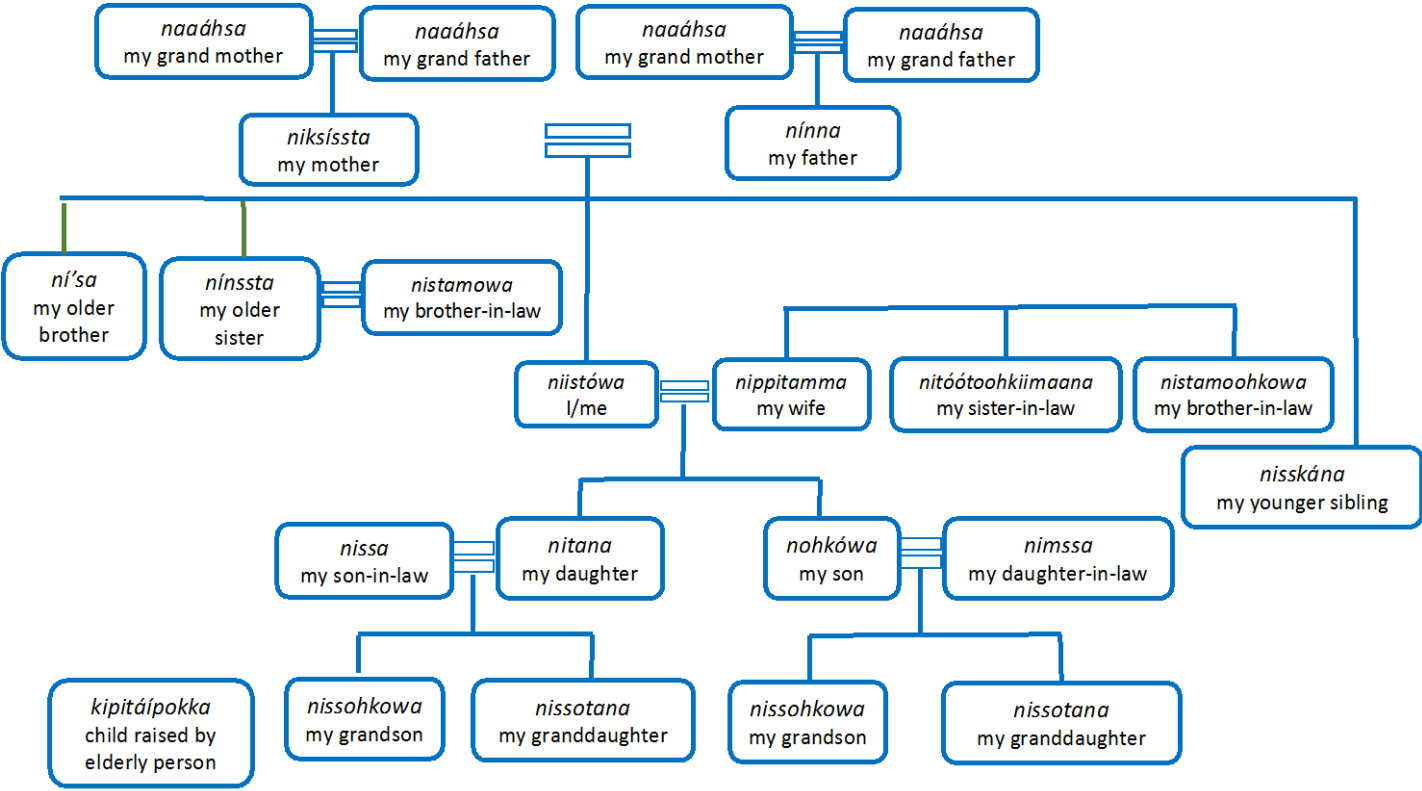 naaáhsa
my grand mother
naaáhsa
my grand father
naaáhsa
my grand mother
naaáhsa
my grand father
niksíssta
my mother
nínna
my father
ní’sa
my older
brother
nínssta
my older
sister
nistamowa
my brother-in-law
niistówa
I/me
nippitamma
my wife
nitóótoohkiimaana
my sister-in-law
nistamoohkowa
my brother-in-law
nisskána
my younger sibling
nissa
my son-in-law
nitana
my daughter
nohkówa
my son
nimssa
my daughter-in-law
kipitáípokka
child raised by
elderly person
nissohkowa
my grandson
nissotana
my granddaughter
nissohkowa
my grandson
nissotana
my granddaughter